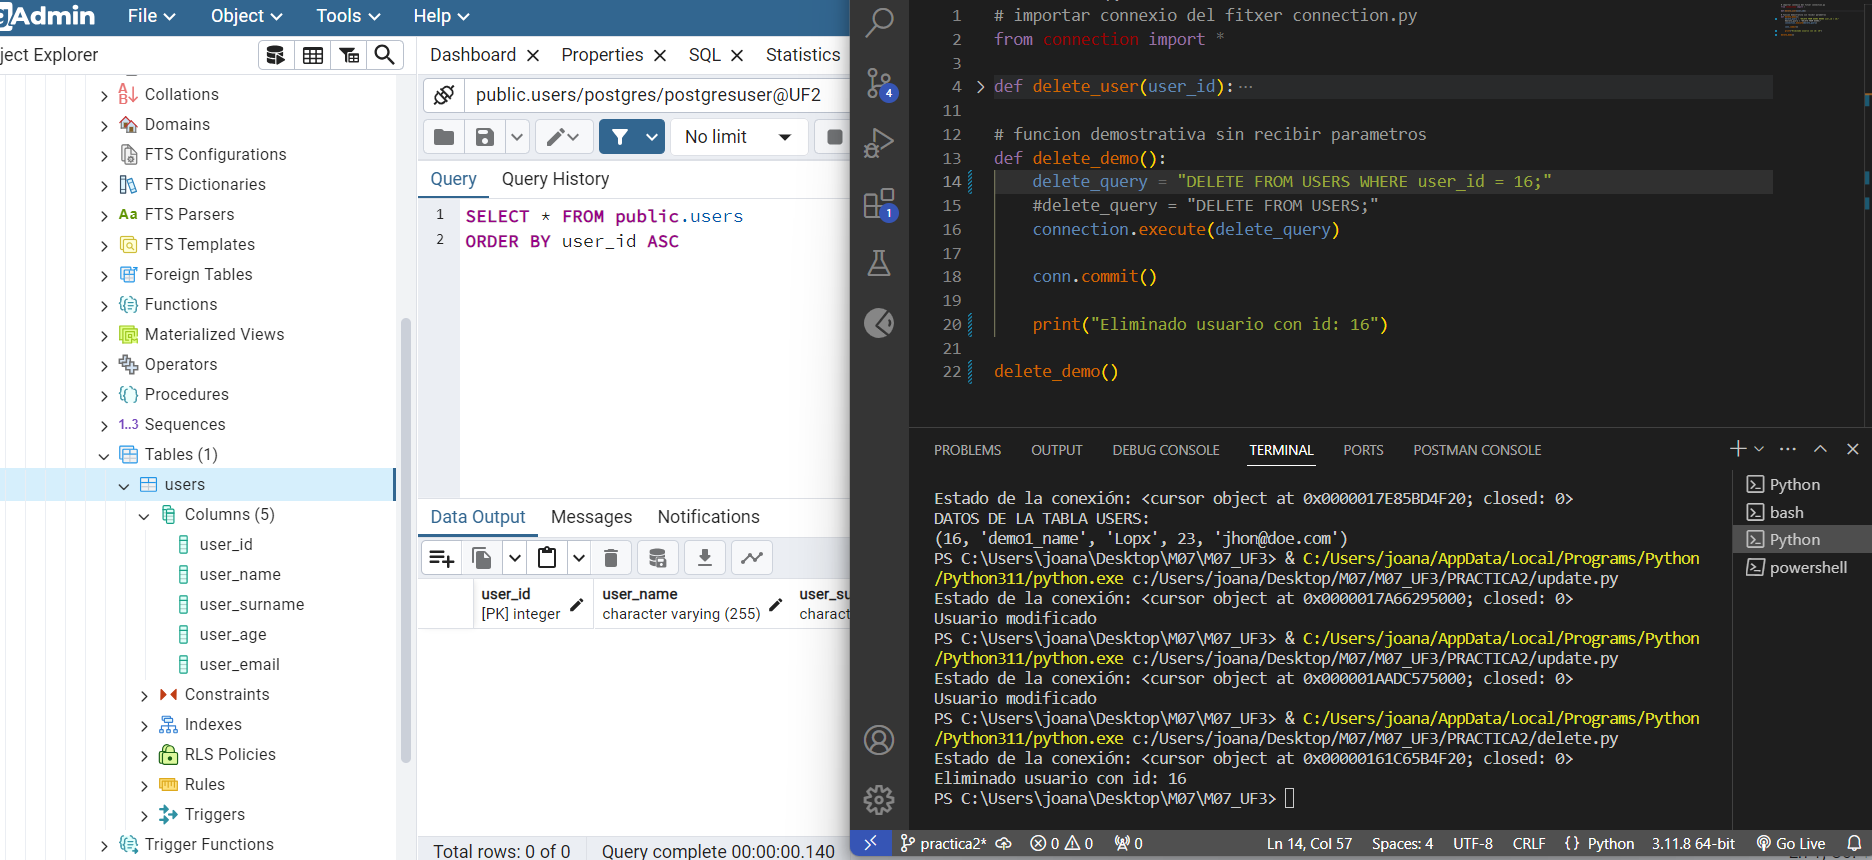 gAdmin
File
Object
Tools
Help
ject Explorer
Collations
Domains
FTS Configurations
FTS Dictionaries
Aa FTS Parsers
FTS Templates
Foreign Tables
Functions
Materialized Views
Operators
Procedures
1..3 Sequences
Tables (1)
users
Columns (5)
user_id
user_name
user_surname
user_age
user_email
Constraints
Indexes
RLS Policies
Rules
Triggers
Trigger Functions
Dashboard
Properties
SQL
Statistics
public.users/postgres/postgresuser@UF2
No limit
Query
Query History
1 SELECT * FROM public.users
2 ORDER BY user_id ASC
Data Output
Messages
Notifications
user_id
[PK] integer
user_name
character varying (255)
user_su
charact
Total rows: 0 of 0
Query complete 00:00:00.140
4
1
1 # importar connexio del fitxer connection.py
2 from connection import *
3
4 def delete_user(user_id):···
11
12 # funcion demostrativa sin recibir parametros
13 def delete_demo():
14 delete_query = "DELETE FROM USERS WHERE user_id = 16;"
15 #delete_query = "DELETE FROM USERS;"
16 connection.execute(delete_query)
17
18 conn.commit()
19
20 print("Eliminado usuario con id: 16")
21
22 delete_demo()
PROBLEMS
OUTPUT
DEBUG CONSOLE
TERMINAL
PORTS
POSTMAN CONSOLE
Estado de la conexión: <cursor object at 0x0000017E85BD4F20; closed: 0>
DATOS DE LA TABLA USERS:
(16, 'demo1_name', 'Lopx', 23, 'jhon@doe.com')
PS C:\Users\joana\Desktop\M07\M07_UF3> & C:/Users/joana/AppData/Local/Programs/Python
/Python311/python.exe c:/Users/joana/Desktop/M07/M07_UF3/PRACTICA2/update.py
Estado de la conexión: <cursor object at 0x0000017A66295000; closed: 0>
Usuario modificado
PS C:\Users\joana\Desktop\M07\M07_UF3> & C:/Users/joana/AppData/Local/Programs/Python
/Python311/python.exe c:/Users/joana/Desktop/M07/M07_UF3/PRACTICA2/update.py
Estado de la conexión: <cursor object at 0x000001AADC575000; closed: 0>
Usuario modificado
PS C:\Users\joana\Desktop\M07\M07_UF3> & C:/Users/joana/AppData/Local/Programs/Python
/Python311/python.exe c:/Users/joana/Desktop/M07/M07_UF3/PRACTICA2/delete.py
Estado de la conexión: <cursor object at 0x00000161C65B4F20; closed: 0>
Eliminado usuario con id: 16
PS C:\Users\joana\Desktop\M07\M07_UF3>
Python
bash
Python
powershell
practica2*
0
0
0
Ln 14, Col 57
Spaces: 4
UTF-8
CRLF
{} Python
3.11.8 64-bit
Go Live